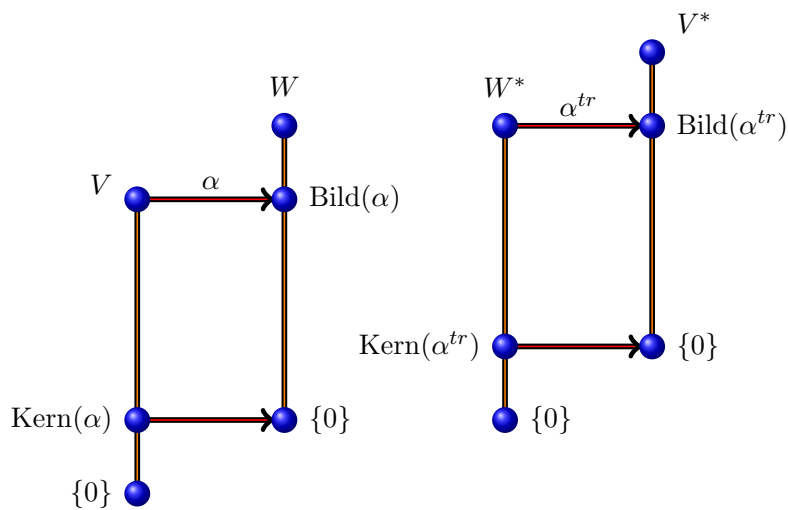 V*
W
W*
α^{tr}
Bild(α^{tr})
V
α
Bild(α)
Kern(α^{tr})
{0}
Kern(α)
{0}
{0}
{0}